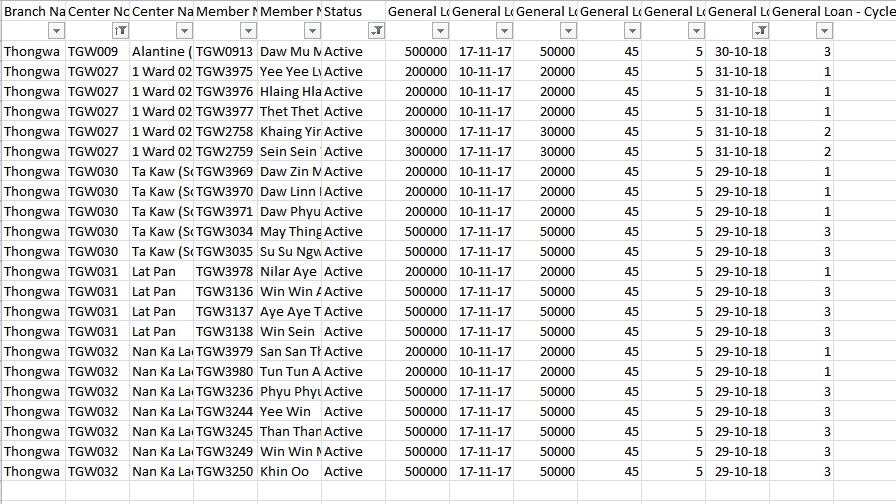 Branch Na Center No Center Na Member N Member N Status General Lo General Lo General Lo General Lo General Lo General Lo General Loan - Cycle
Thongwa TGW009 Alantine ( TGW0913 Daw Mu M Active 500000 17-11-17 50000 45 5 30-10-18 3
Thongwa TGW027 1 Ward 02 TGW3975 Yee Yee Lw Active 200000 10-11-17 20000 45 5 31-10-18 1
Thongwa TGW027 1 Ward 02 TGW3976 Hlaing Hla Active 200000 10-11-17 20000 45 5 31-10-18 1
Thongwa TGW027 1 Ward 02 TGW3977 Thet Thet Active 200000 10-11-17 20000 45 5 31-10-18 1
Thongwa TGW027 1 Ward 02 TGW2758 Khaing Yin Active 300000 17-11-17 30000 45 5 31-10-18 2
Thongwa TGW027 1 Ward 02 TGW2759 Sein Sein Active 300000 17-11-17 30000 45 5 31-10-18 2
Thongwa TGW030 Ta Kaw (So TGW3969 Daw Zin M Active 200000 10-11-17 20000 45 5 29-10-18 1
Thongwa TGW030 Ta Kaw (So TGW3970 Daw Linn Active 200000 10-11-17 20000 45 5 29-10-18 1
Thongwa TGW030 Ta Kaw (So TGW3971 Daw Phyu Active 200000 10-11-17 20000 45 5 29-10-18 1
Thongwa TGW030 Ta Kaw (So TGW3034 May Thing Active 500000 17-11-17 50000 45 5 29-10-18 3
Thongwa TGW030 Ta Kaw (So TGW3035 Su Su Ngw Active 500000 17-11-17 50000 45 5 29-10-18 3
Thongwa TGW031 Lat Pan TGW3978 Nilar Aye Active 200000 10-11-17 20000 45 5 29-10-18 1
Thongwa TGW031 Lat Pan TGW3136 Win Win A Active 500000 17-11-17 50000 45 5 29-10-18 3
Thongwa TGW031 Lat Pan TGW3137 Aye Aye T Active 500000 17-11-17 50000 45 5 29-10-18 3
Thongwa TGW031 Lat Pan TGW3138 Win Sein Active 500000 17-11-17 50000 45 5 29-10-18 3
Thongwa TGW032 Nan Ka Lae TGW3979 San San Th Active 200000 10-11-17 20000 45 5 29-10-18 1
Thongwa TGW032 Nan Ka Lae TGW3980 Tun Tun A Active 200000 10-11-17 20000 45 5 29-10-18 1
Thongwa TGW032 Nan Ka Lae TGW3236 Phyu Phyu Active 500000 17-11-17 50000 45 5 29-10-18 3
Thongwa TGW032 Nan Ka Lae TGW3244 Yee Win Active 500000 17-11-17 50000 45 5 29-10-18 3
Thongwa TGW032 Nan Ka Lae TGW3245 Than Than Active 500000 17-11-17 50000 45 5 29-10-18 3
Thongwa TGW032 Nan Ka Lae TGW3249 Win Win M Active 500000 17-11-17 50000 45 5 29-10-18 3
Thongwa TGW032 Nan Ka Lae TGW3250 Khin Oo Active 500000 17-11-17 50000 45 5 29-10-18 3